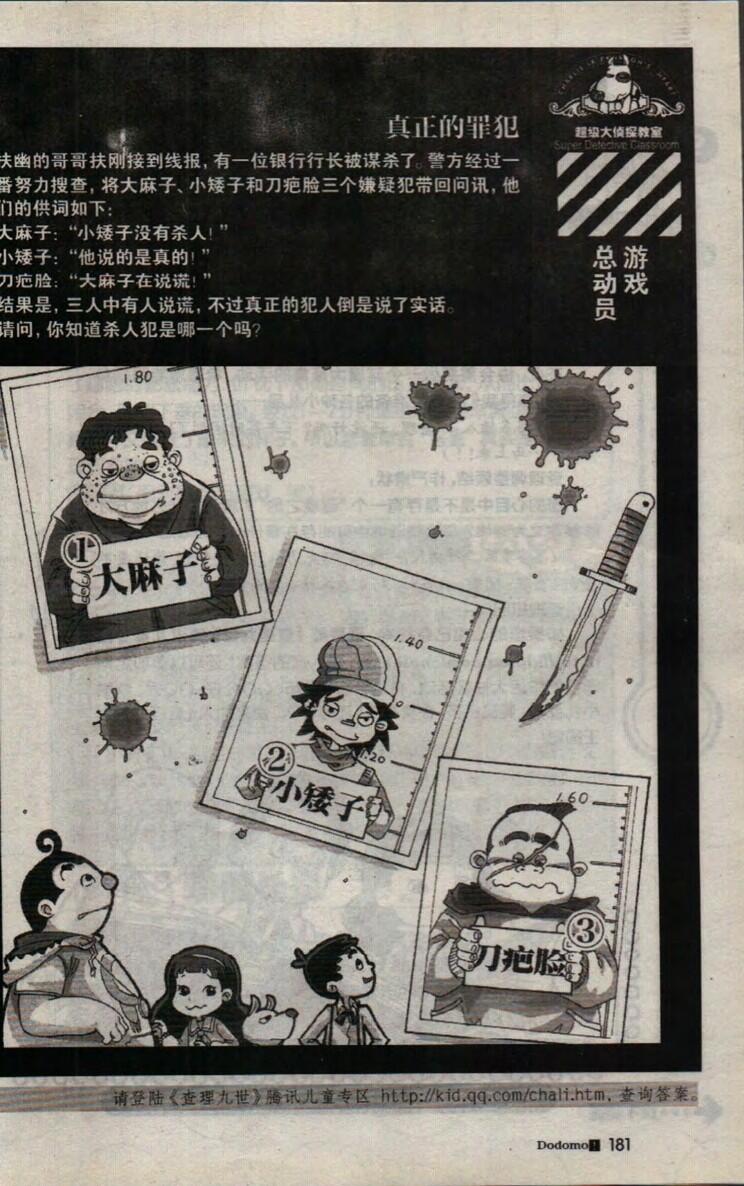 真正的罪犯
超级大侦探教室
Super Detective Classroom
游戏
总动员
扶幽的哥哥扶刚接到线报，有一位银行行长被谋杀了。警方经过一
番努力搜查，将大麻子、小矮子和刀疤脸三个嫌疑犯带回问讯，他
们的供词如下：
大麻子：“小矮子没有杀人！”
小矮子：“他说的是真的！”
刀疤脸：“大麻子在说谎！”
结果是，三人中有人说谎，不过真正的犯人倒是说了实话。
请问，你知道杀人犯是哪一个吗？
1.80
① 大麻子
1.40
1.20
② 小矮子
1.60
③
刀疤脸
请登陆《查理九世》腾讯儿童专区 http://kid.qq.com/chali.htm，查询答案。
Dodomo! 181